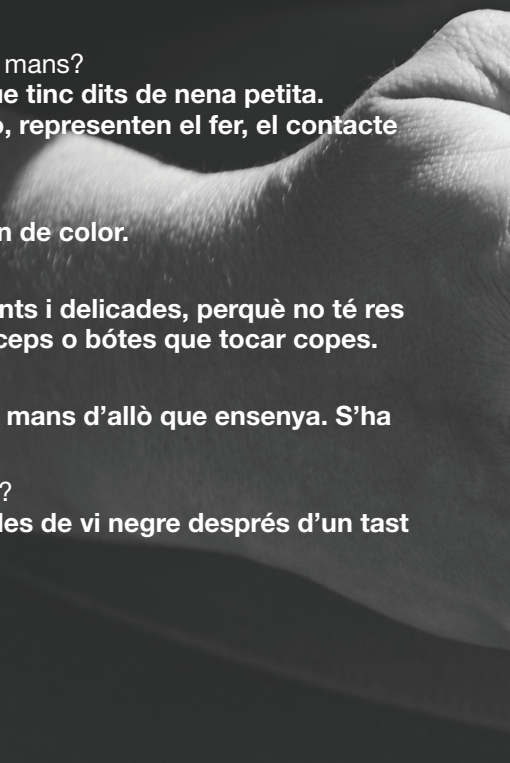 mans?
ue tinc dits de nena petita.
o, representen el fer, el contacte
n de color.
nts i delicades, perquè no té res
ceps o bótes que tocar copes.
mans d’allò que ensenya. S’ha
?
les de vi negre després d’un tast